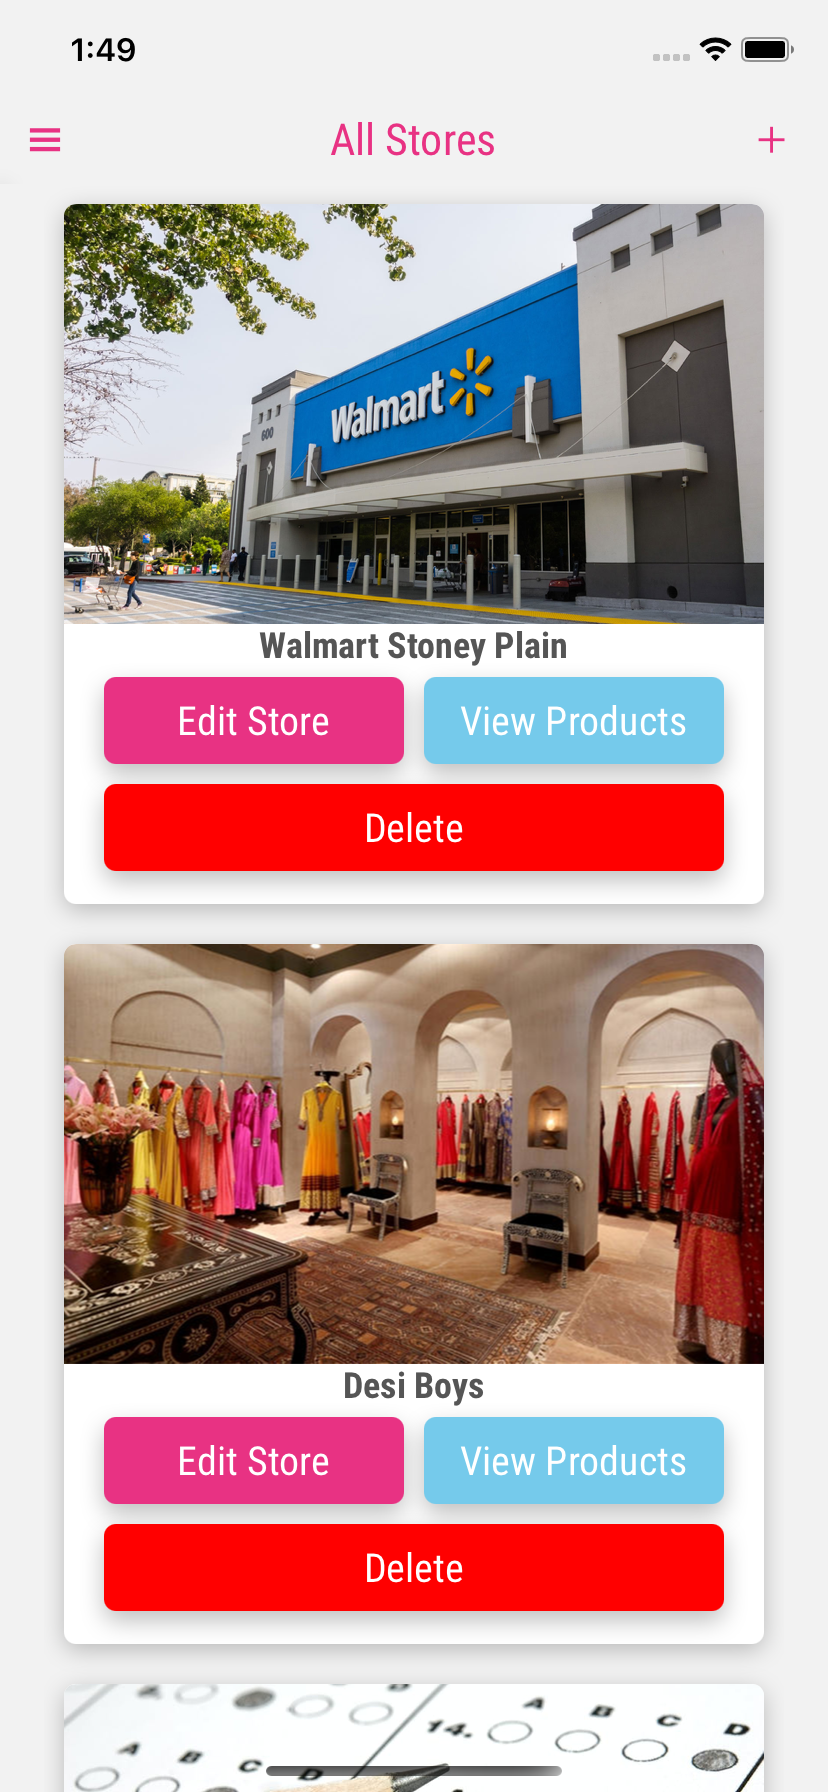 1:49
All Stores
Walmart
600
Walmart Stoney Plain
Edit Store
View Products
Delete
Desi Boys
Edit Store
View Products
Delete
A B C D
14.
A B C D